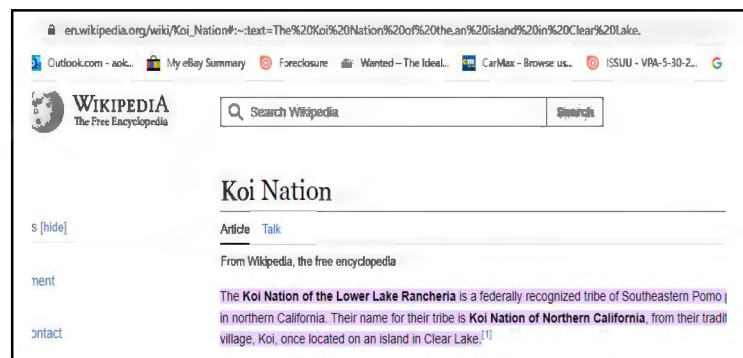 en.wikipedia.org/wiki/Koi_Nation#:~:text=The%20Koi%20Nation%20of%20the,an%20island%20in%20Clear%20Lake.
Outlook.com - aok... My eBay Summary Foreclosure Wanted – The Ideal... cm CarMax - Browse us... ISSUU - VPA-5-30-2... G
WIKIPEDIA
The Free Encyclopedia
Search Wikipedia Search
Koi Nation
s [hide]
Article Talk
From Wikipedia, the free encyclopedia
ment
The Koi Nation of the Lower Lake Rancheria is a federally recognized tribe of Southeastern Pomo p
in northern California. Their name for their tribe is Koi Nation of Northern California, from their tradit
ontact
village, Koi, once located on an island in Clear Lake.[1]